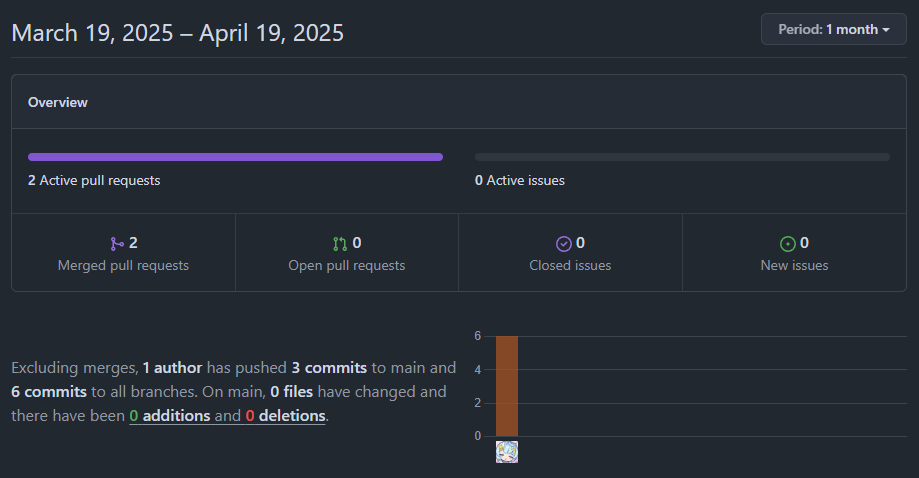 March 19, 2025 – April 19, 2025
Period: 1 month
Overview
2 Active pull requests
0 Active issues
2
Merged pull requests
0
Open pull requests
0
Closed issues
0
New issues
Excluding merges, 1 author has pushed 3 commits to main and
6 commits to all branches. On main, 0 files have changed and
there have been 0 additions and 0 deletions.
6
4
2
0